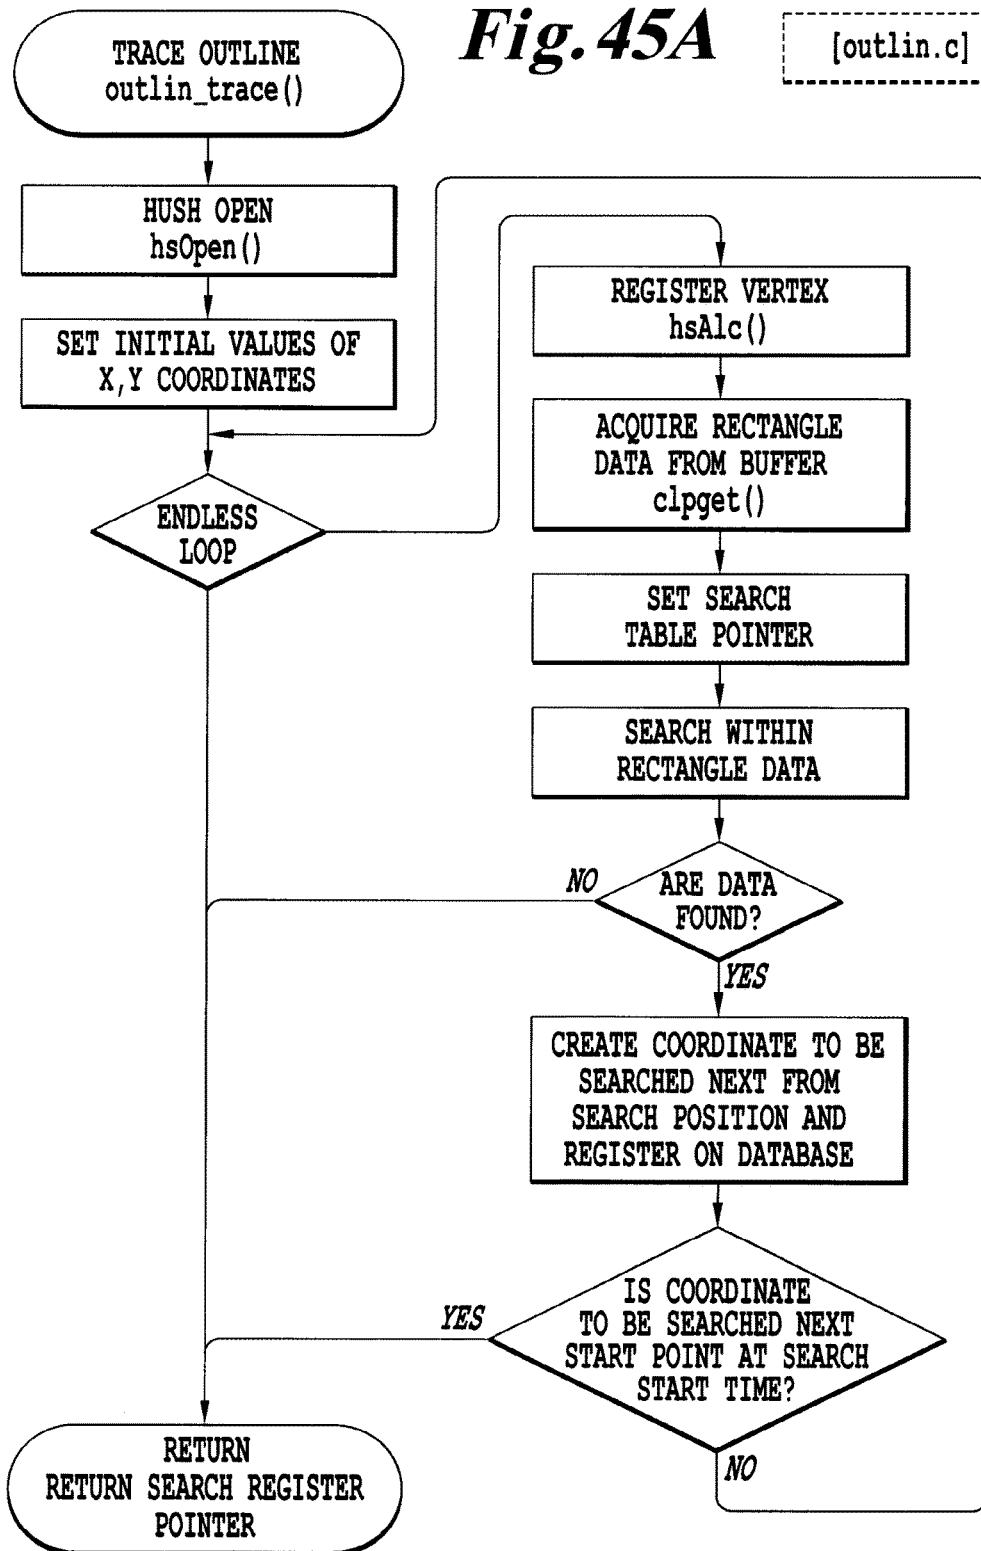 Fig. 45A
[outlin.c]
TRACE OUTLINE
outlin_trace()
HUSH OPEN
hsOpen()
SET INITIAL VALUES OF
X,Y COORDINATES
ENDLESS
LOOP
REGISTER VERTEX
hsAlc()
ACQUIRE RECTANGLE
DATA FROM BUFFER
clpget()
SET SEARCH
TABLE POINTER
SEARCH WITHIN
RECTANGLE DATA
ARE DATA
FOUND?
NO
YES
CREATE COORDINATE TO BE
SEARCHED NEXT FROM
SEARCH POSITION AND
REGISTER ON DATABASE
IS COORDINATE
TO BE SEARCHED NEXT
START POINT AT SEARCH
START TIME?
YES
NO
RETURN
RETURN SEARCH REGISTER
POINTER